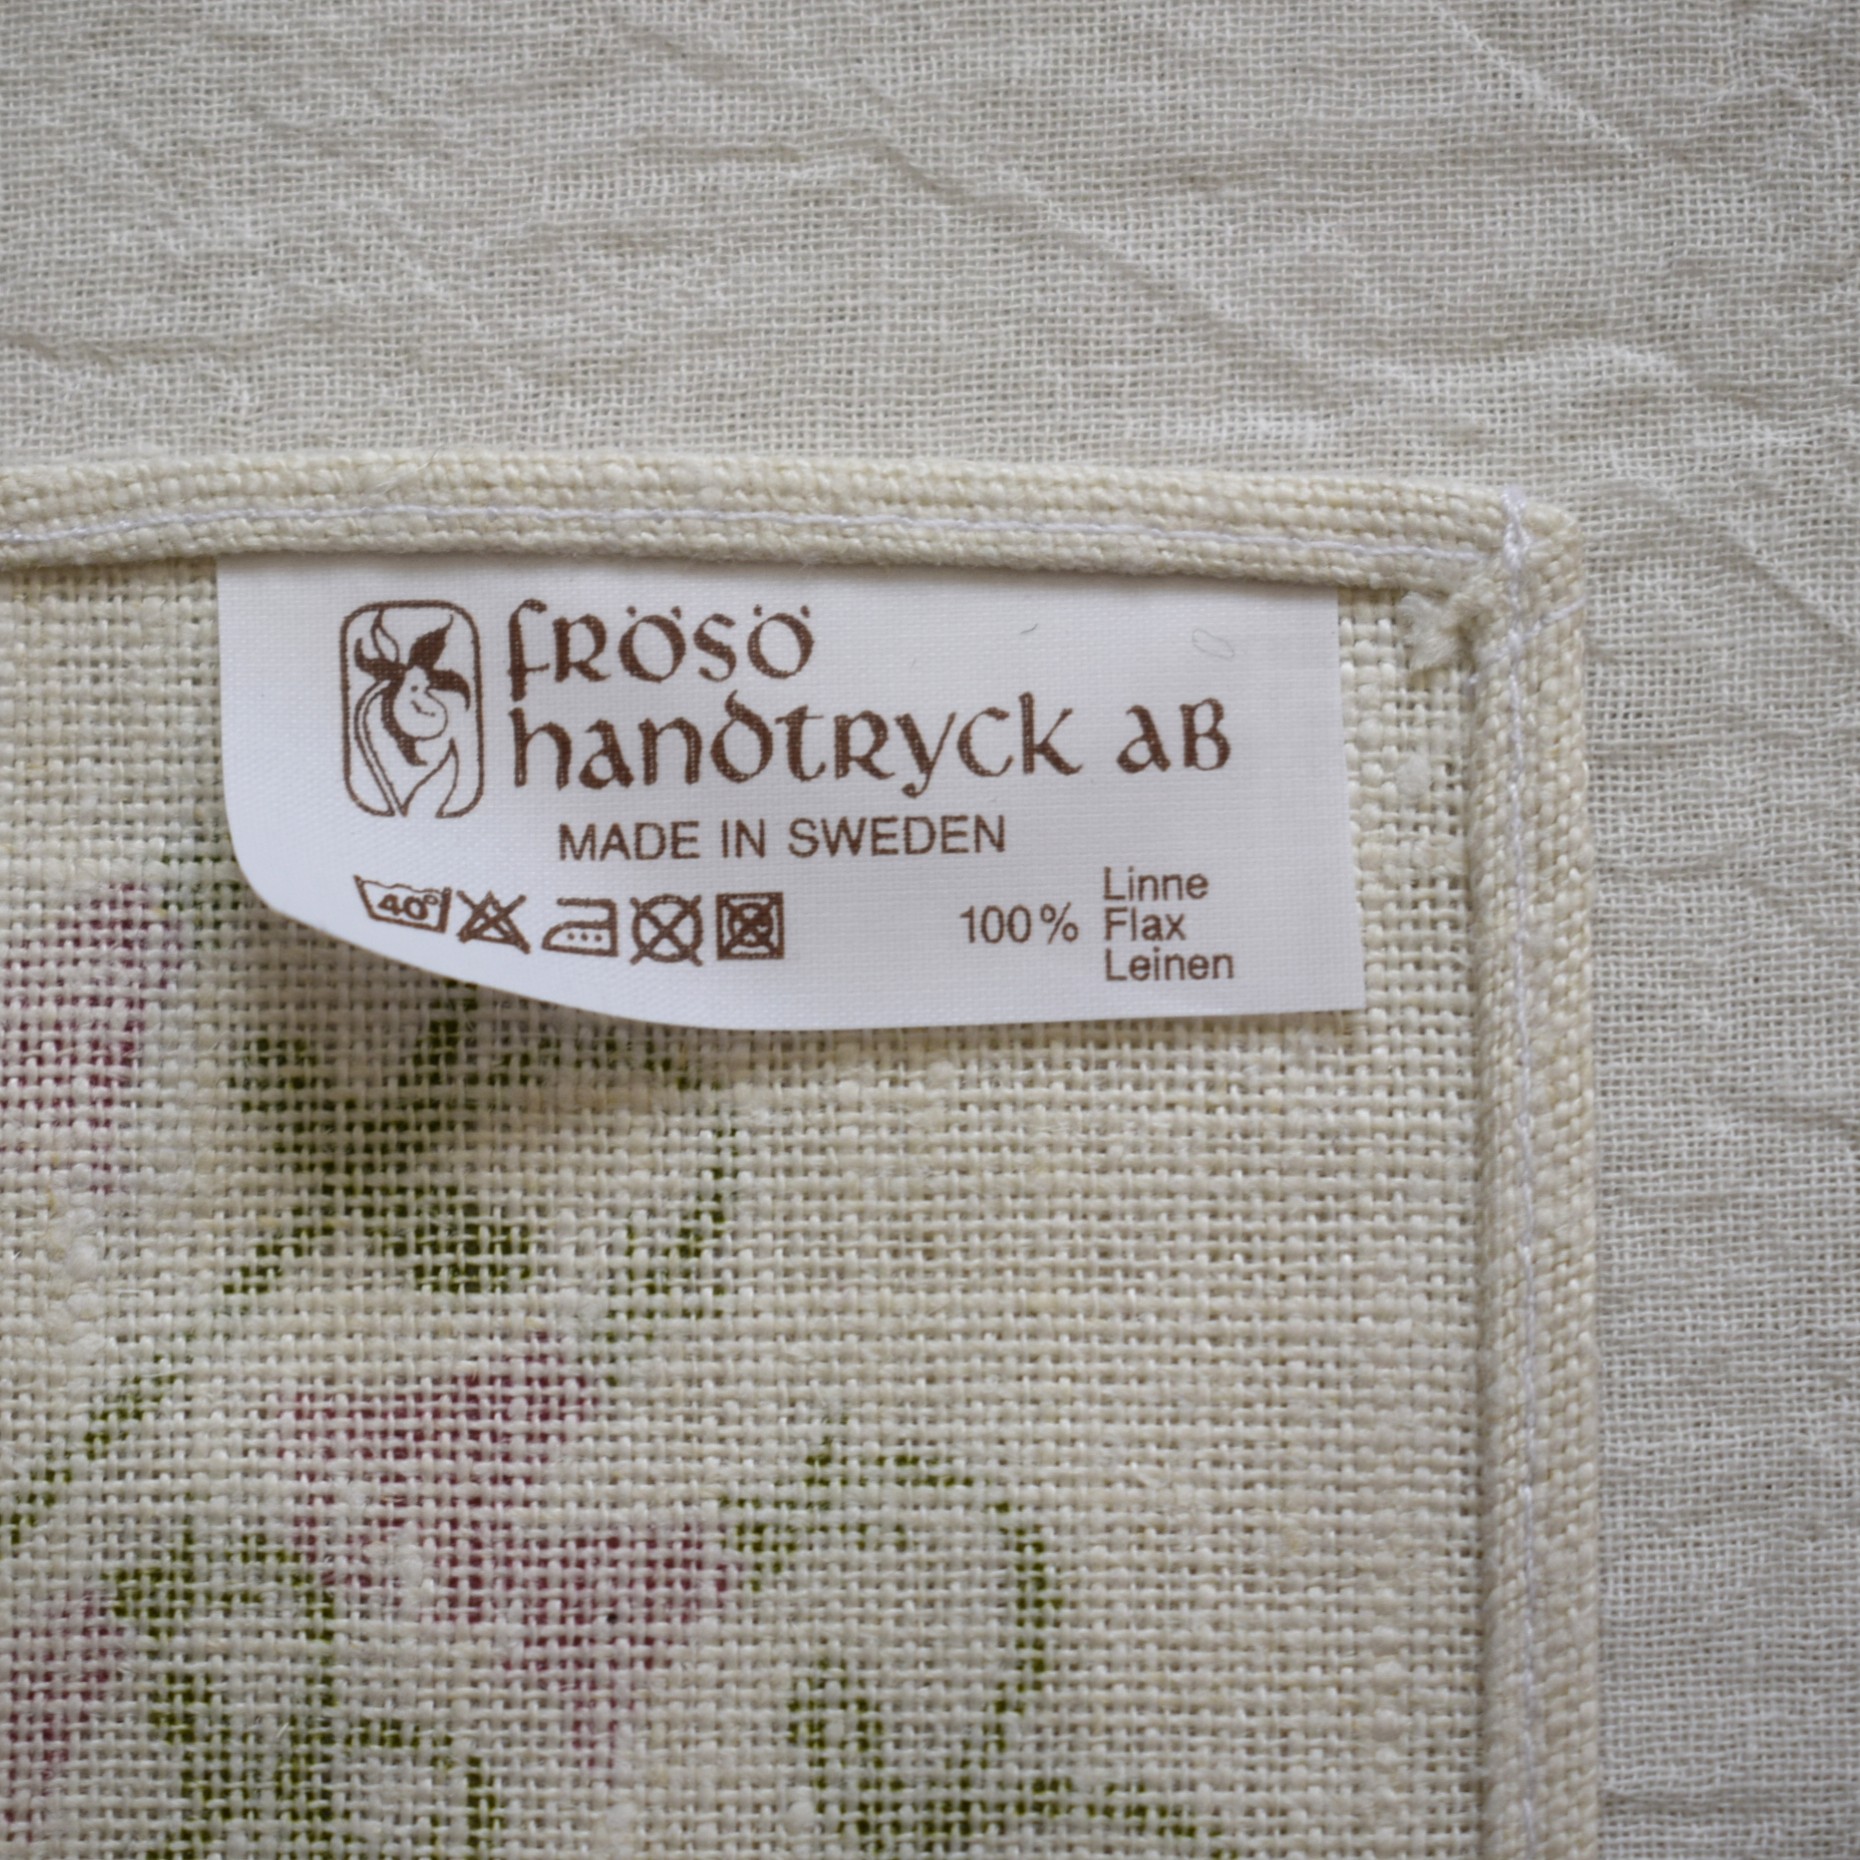 fRÖSÖ
handtRyck aB
MADE IN SWEDEN
40°
100% Linne
Flax
Leinen